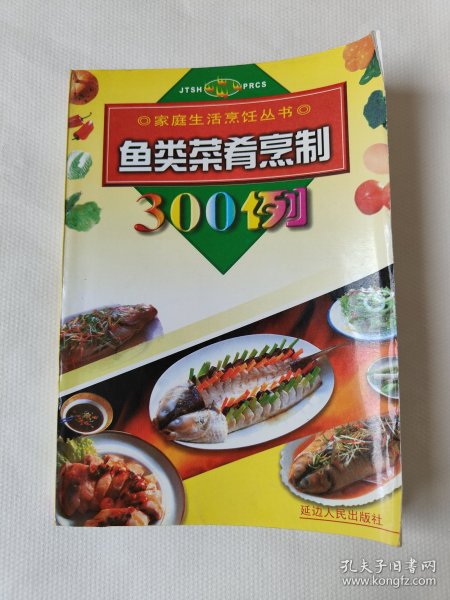 JTSH PRCS
◎家庭生活烹饪丛书◎
鱼类菜肴烹制
300例
延边人民出版社
孔夫子旧书网
www.kongfz.com